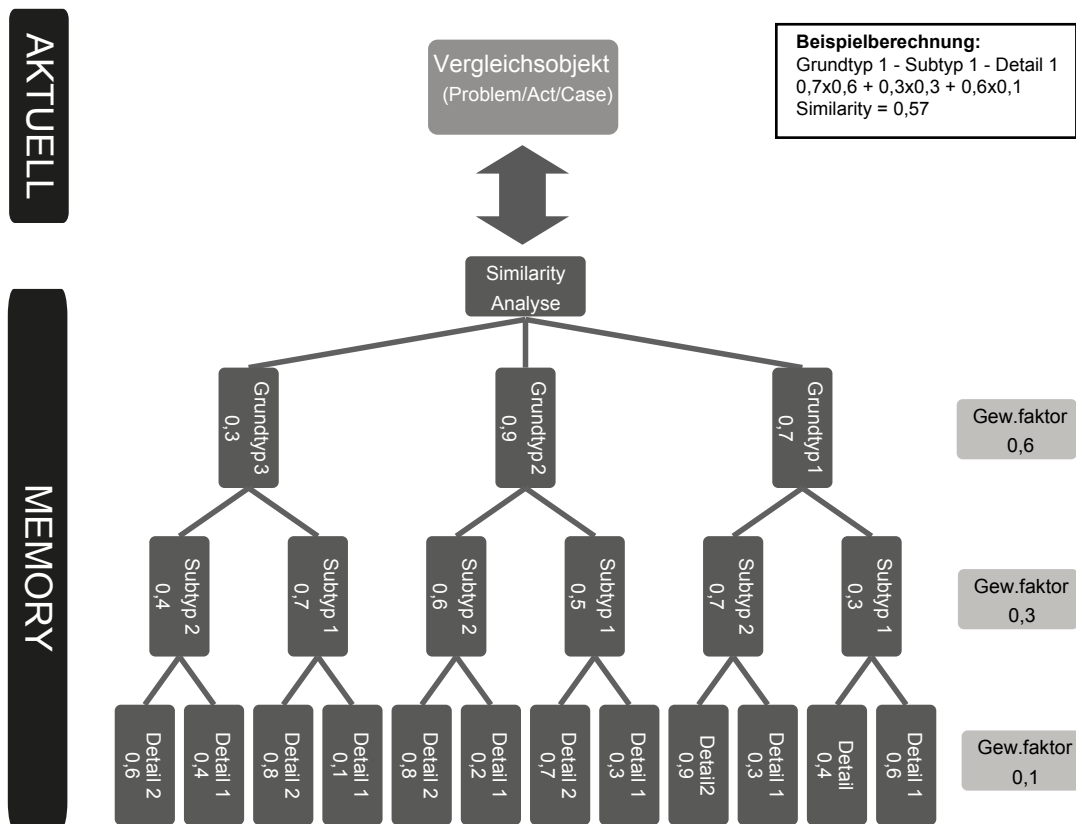 AKTUELL
Vergleichsobjekt
(Problem/Act/Case)
Beispielberechnung:
Grundtyp 1 - Subtyp 1 - Detail 1
0,7x0,6 + 0,3x0,3 + 0,6x0,1
Similarity = 0,57
MEMORY
Similarity
Analyse
Grundtyp3
0,3
Grundtyp2
0,9
Grundtyp1
0,7
Gew.faktor
0,6
Subtyp 2
0,4
Subtyp 1
0,7
Subtyp 2
0,6
Subtyp 1
0,5
Subtyp 2
0,7
Subtyp 1
0,3
Gew.faktor
0,3
Detail 2
0,6
Detail 1
0,4
Detail 2
0,8
Detail 1
0,1
Detail 2
0,8
Detail 1
0,2
Detail 2
0,7
Detail 1
0,3
Detail2
0,9
Detail 1
0,3
Detail
0,4
Detail 1
0,6
Gew.faktor
0,1